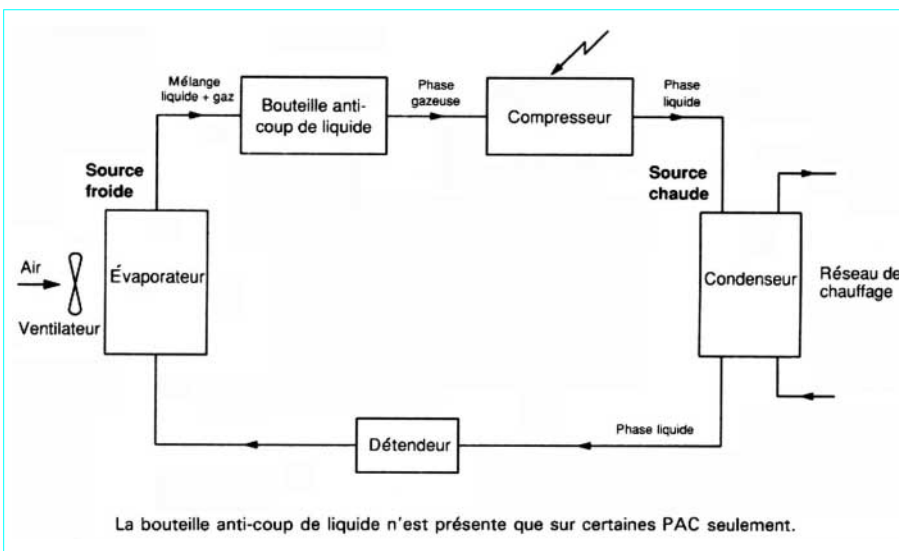 Mélange
liquide + gaz
Bouteille anti-
coup de liquide
Phase
gazeuse
Compresseur
Phase
liquide
Source
froide
Source
chaude
Air
Ventilateur
Évaporateur
Condenseur
Réseau de
chauffage
Détendeur
Phase liquide
La bouteille anti-coup de liquide n'est présente que sur certaines PAC seulement.